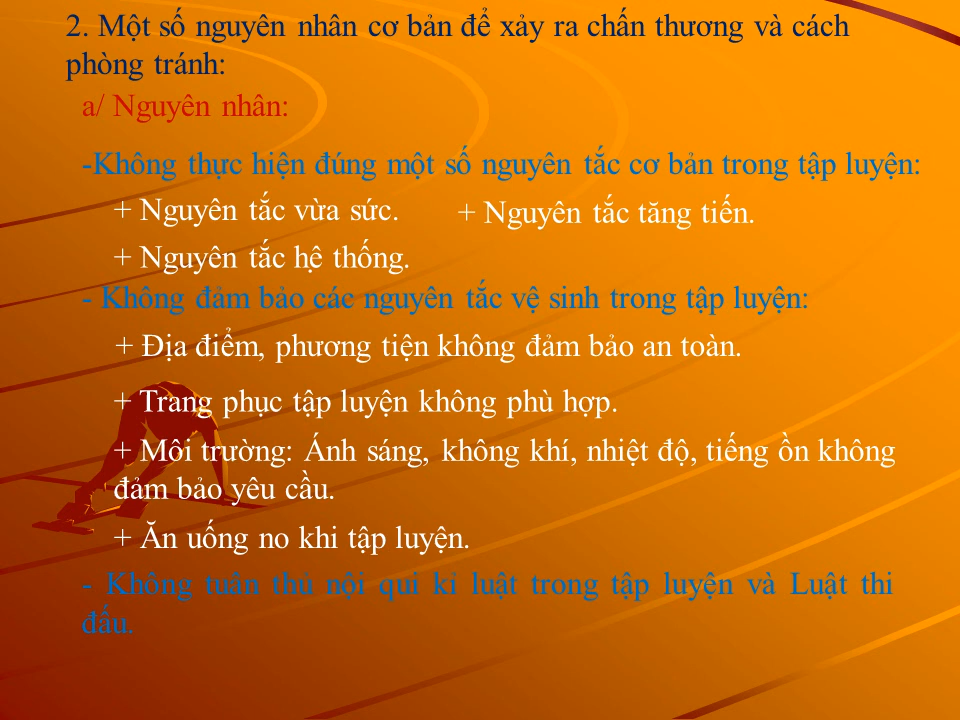 2. Một số nguyên nhân cơ bản để xảy ra chấn thương và cách
phòng tránh:
a/ Nguyên nhân:
-Không thực hiện đúng một số nguyên tắc cơ bản trong tập luyện:
+ Nguyên tắc vừa sức. + Nguyên tắc tăng tiến.
+ Nguyên tắc hệ thống.
- Không đảm bảo các nguyên tắc vệ sinh trong tập luyện:
+ Địa điểm, phương tiện không đảm bảo an toàn.
+ Trang phục tập luyện không phù hợp.
+ Môi trường: Ánh sáng, không khí, nhiệt độ, tiếng ồn không
đảm bảo yêu cầu.
+ Ăn uống no khi tập luyện.
- Không tuân thủ nội qui kỉ luật trong tập luyện và Luật thi
đấu.